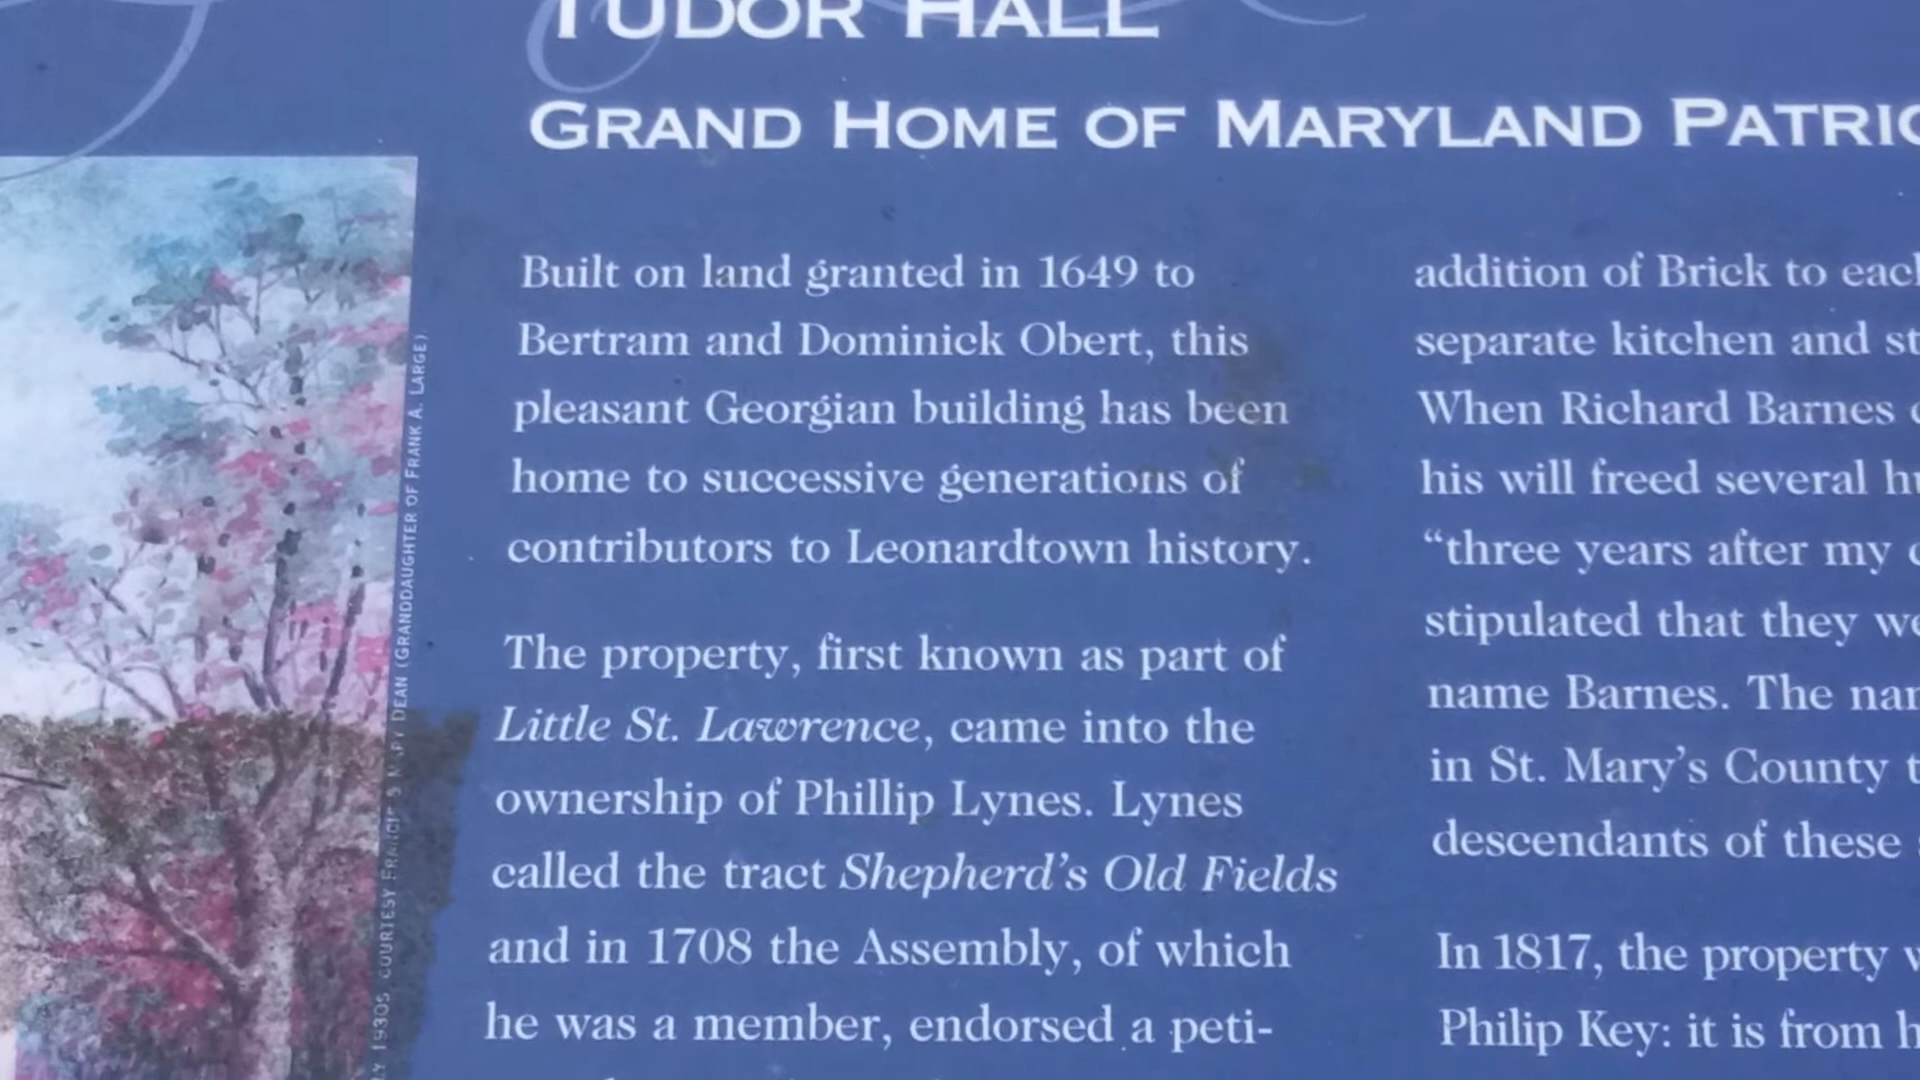 TUDOR HALL
GRAND HOME OF MARYLAND
Built on land granted in 1649 to
Bertram and Dominick Obert, this
pleasant Georgian building has been
home to successive generations of
contributors to Leonardtown history.
The property, first known as part of
Little St. Lawrence, came into the
ownership of Phillip Lynes. Lynes
called the tract Shepherd's Old Fields
and in 1708 the Assembly, of which
he was a member, endorsed a peti-
addition of Brick to
separate kitchen and
When Richard Barnes
his will freed several
“three years after my
stipulated that they
name Barnes. The
in St. Mary's County
descendants of these
In 1817, the property
Philip Key: it is from
1930S COURTESY FRANCIS DEAN (GRANDDAUGHTER OF FRANK A. LARGE)